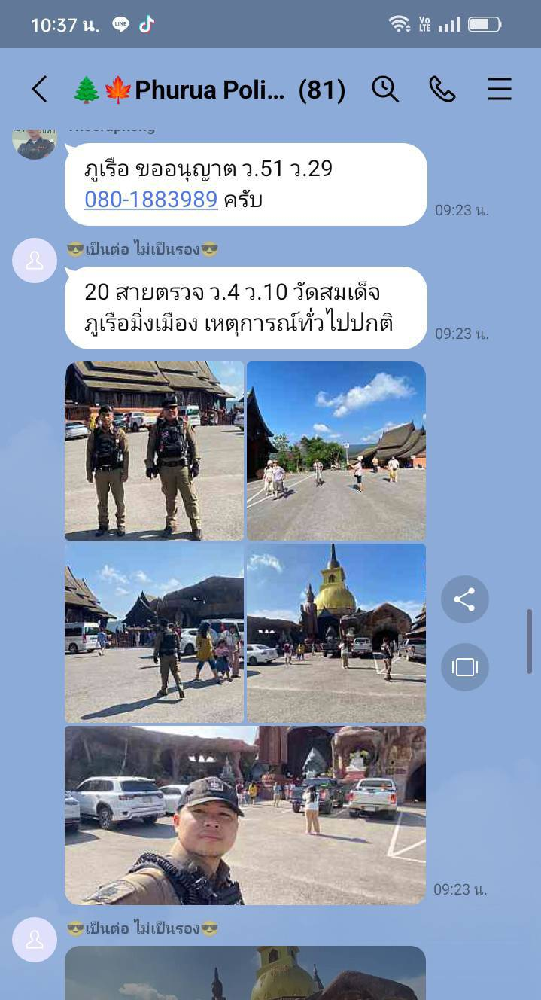 10:37 น. LINE Vo LTE
Phurua Poli... (81)
ภูเรือ ขออนุญาต ว.51 ว.29
080-1883989 ครับ
09:23 น.
เป็นต่อ ไม่เป็นรอง
20 สายตรวจ ว.4 ว.10 วัดสมเด็จ
ภูเรือมิ่งเมือง เหตุการณ์ทั่วไปปกติ
09:23 น.
09:23 น.
เป็นต่อ ไม่เป็นรอง